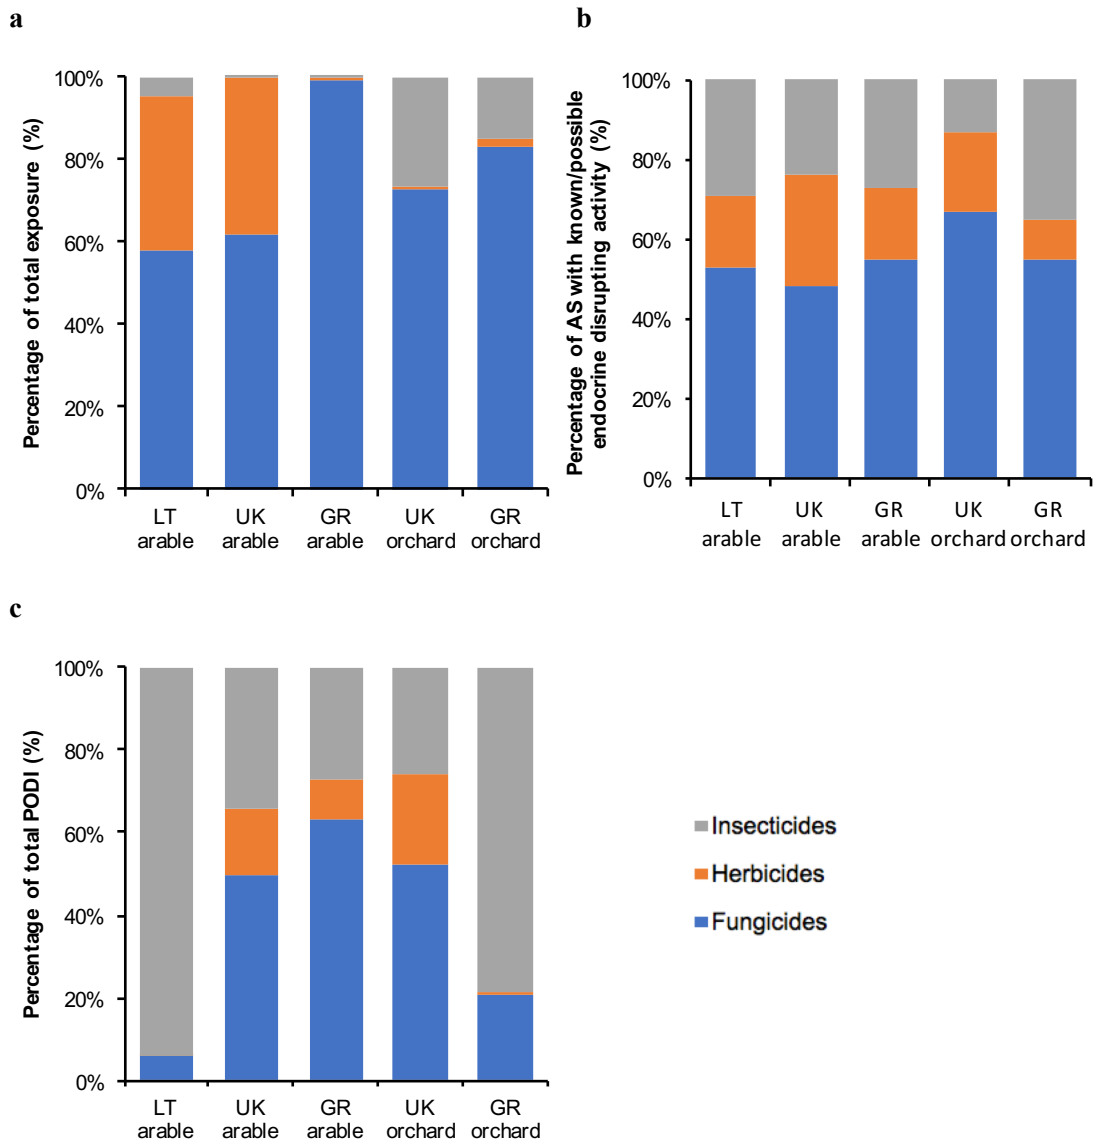 a
Percentage of total exposure (%)
100%
80%
60%
40%
20%
0%
LT arable
UK arable
GR arable
UK orchard
GR orchard
b
Percentage of AS with known/possible
endocrine disrupting activity (%)
100%
80%
60%
40%
20%
0%
LT arable
UK arable
GR arable
UK orchard
GR orchard
c
Percentage of total PODI (%)
100%
80%
60%
40%
20%
0%
LT arable
UK arable
GR arable
UK orchard
GR orchard
Insecticides
Herbicides
Fungicides